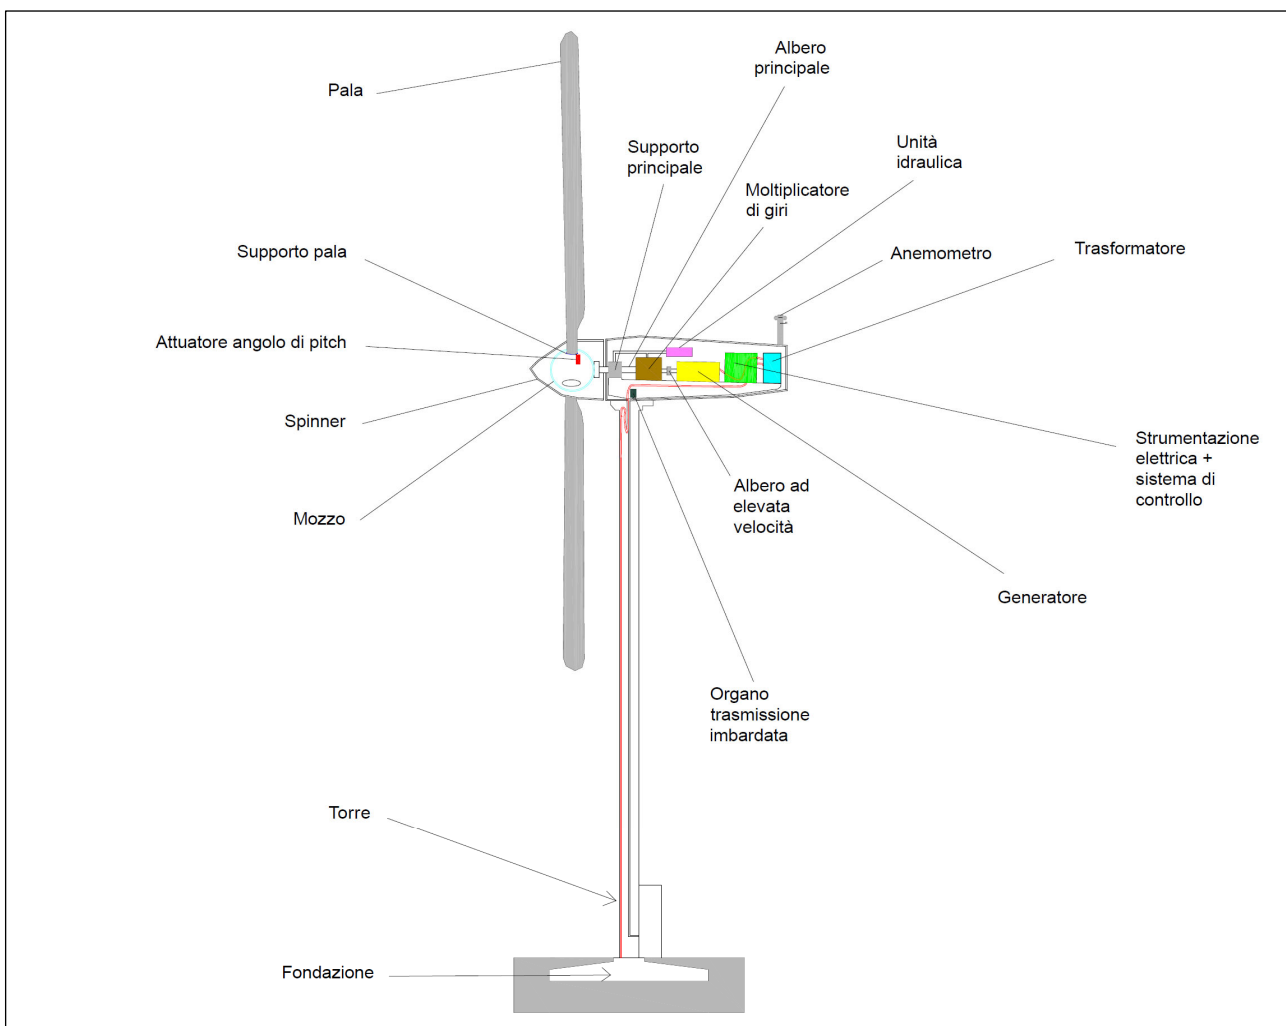 Albero
principale
Pala
Supporto
principale
Unità
idraulica
Moltiplicatore
di giri
Supporto pala
Anemometro
Trasformatore
Attuatore angolo di pitch
Spinner
Strumentazione
elettrica +
sistema di
controllo
Albero ad
elevata
velocità
Mozzo
Generatore
Organo
trasmissione
imbardata
Torre
Fondazione